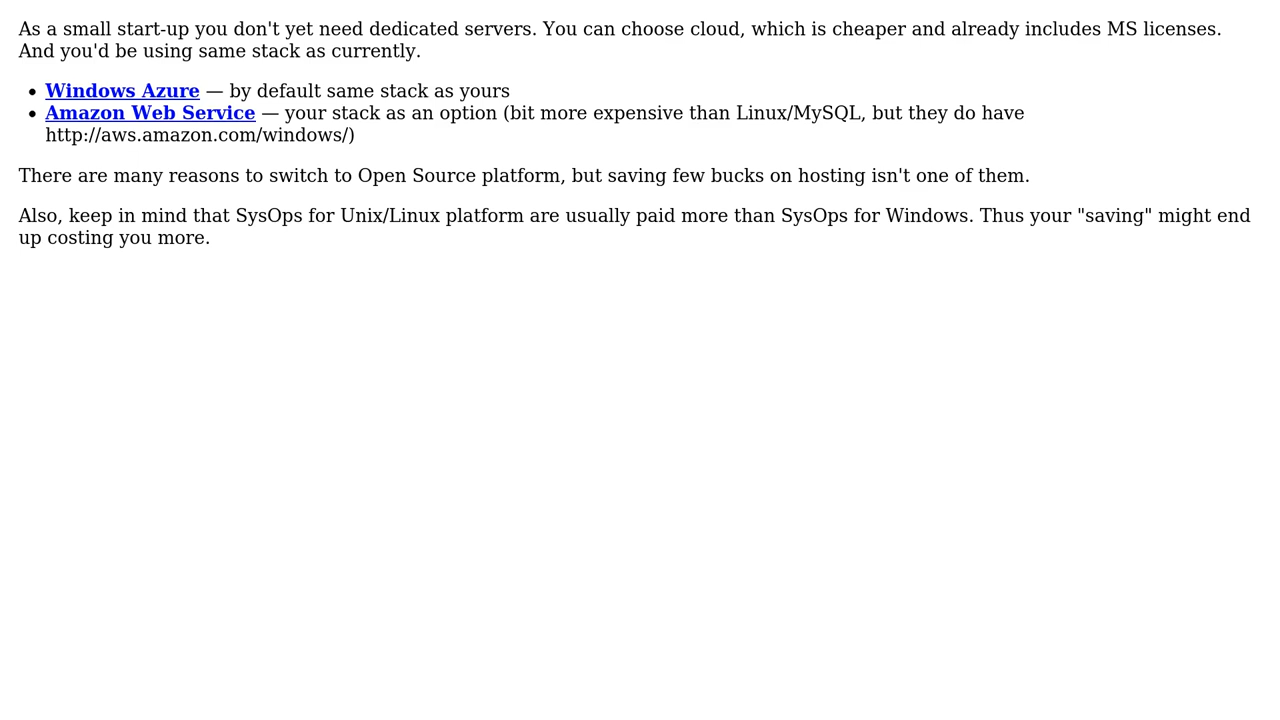 As a small start-up you don't yet need dedicated servers. You can choose cloud, which is cheaper and already includes MS licenses.
And you'd be using same stack as currently.
• Windows Azure — by default same stack as yours
• Amazon Web Service — your stack as an option (bit more expensive than Linux/MySQL, but they do have
http://aws.amazon.com/windows/)
There are many reasons to switch to Open Source platform, but saving few bucks on hosting isn't one of them.
Also, keep in mind that SysOps for Unix/Linux platform are usually paid more than SysOps for Windows. Thus your "saving" might end
up costing you more.